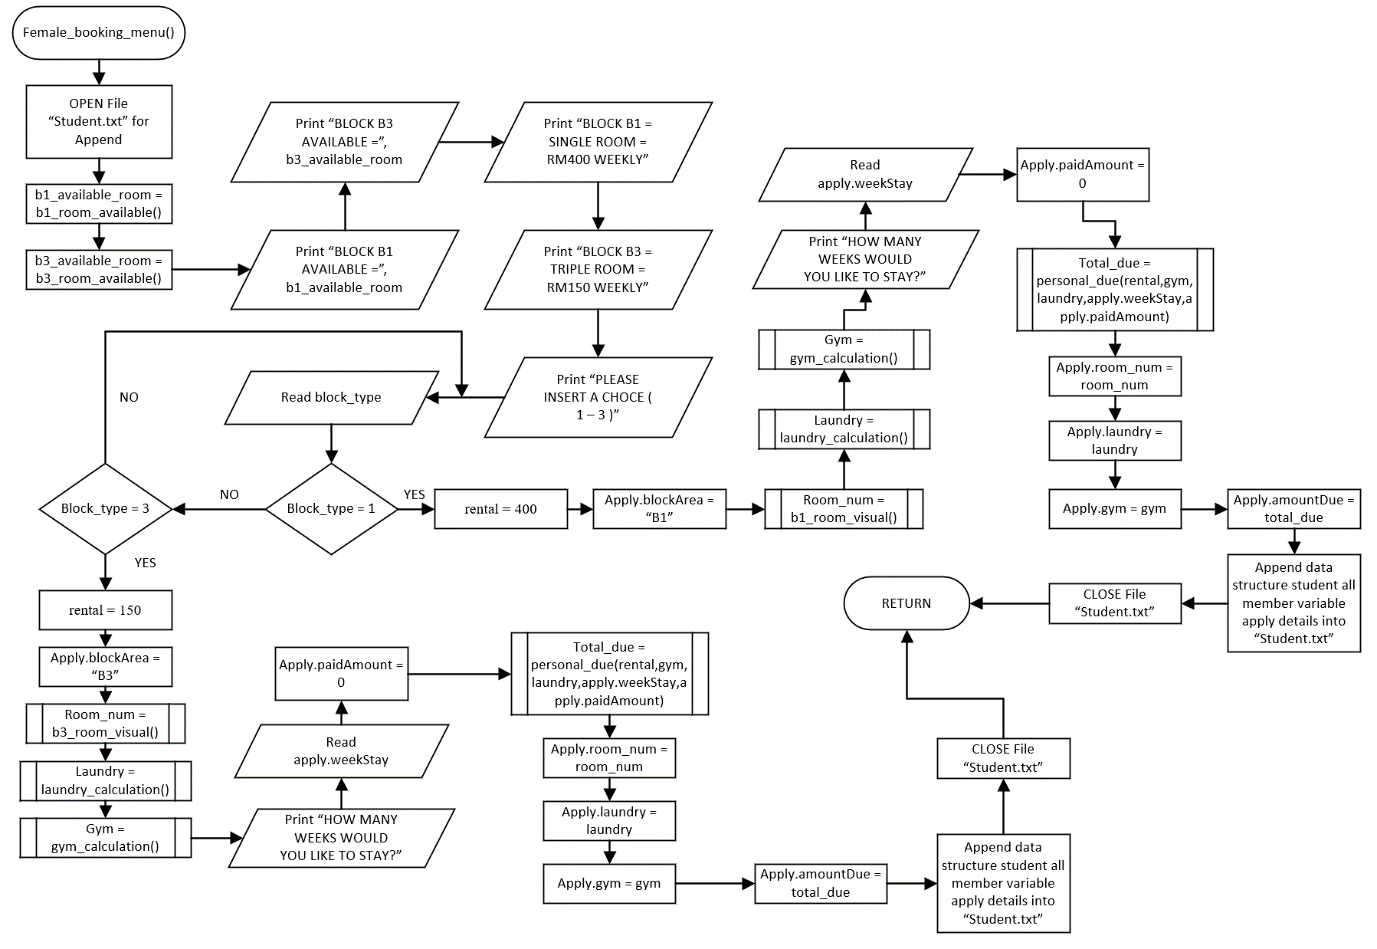 Female_booking_menu()
OPEN File
“Student.txt” for
Append
b1_available_room =
b1_room_available()
b3_available_room =
b3_room_available()
Print “BLOCK B1
AVAILABLE =”,
b1_available_room
Print “BLOCK B3
AVAILABLE =”,
b3_available_room
Print “BLOCK B1 =
SINGLE ROOM =
RM400 WEEKLY”
Print “BLOCK B3 =
TRIPLE ROOM =
RM150 WEEKLY”
Print “PLEASE
INSERT A CHOCE (
1 – 3 )”
Read block_type
Block_type = 1
YES
NO
rental = 400
Apply.blockArea =
“B1”
Room_num =
b1_room_visual()
Laundry =
laundry_calculation()
Gym =
gym_calculation()
Print “HOW MANY
WEEKS WOULD
YOU LIKE TO STAY?”
Read
apply.weekStay
Apply.paidAmount =
0
Total_due =
personal_due(rental,gym,
laundry,apply.weekStay,a
pply.paidAmount)
Apply.room_num =
room_num
Apply.laundry =
laundry
Apply.gym = gym
Apply.amountDue =
total_due
Append data
structure student all
member variable
apply details into
“Student.txt”
CLOSE File
“Student.txt”
RETURN
Block_type = 3
NO
YES
rental = 150
Apply.blockArea =
“B3”
Room_num =
b3_room_visual()
Laundry =
laundry_calculation()
Gym =
gym_calculation()
Print “HOW MANY
WEEKS WOULD
YOU LIKE TO STAY?”
Read
apply.weekStay
Apply.paidAmount =
0
Total_due =
personal_due(rental,gym,
laundry,apply.weekStay,a
pply.paidAmount)
Apply.room_num =
room_num
Apply.laundry =
laundry
Apply.gym = gym
Apply.amountDue =
total_due
Append data
structure student all
member variable
apply details into
“Student.txt”
CLOSE File
“Student.txt”